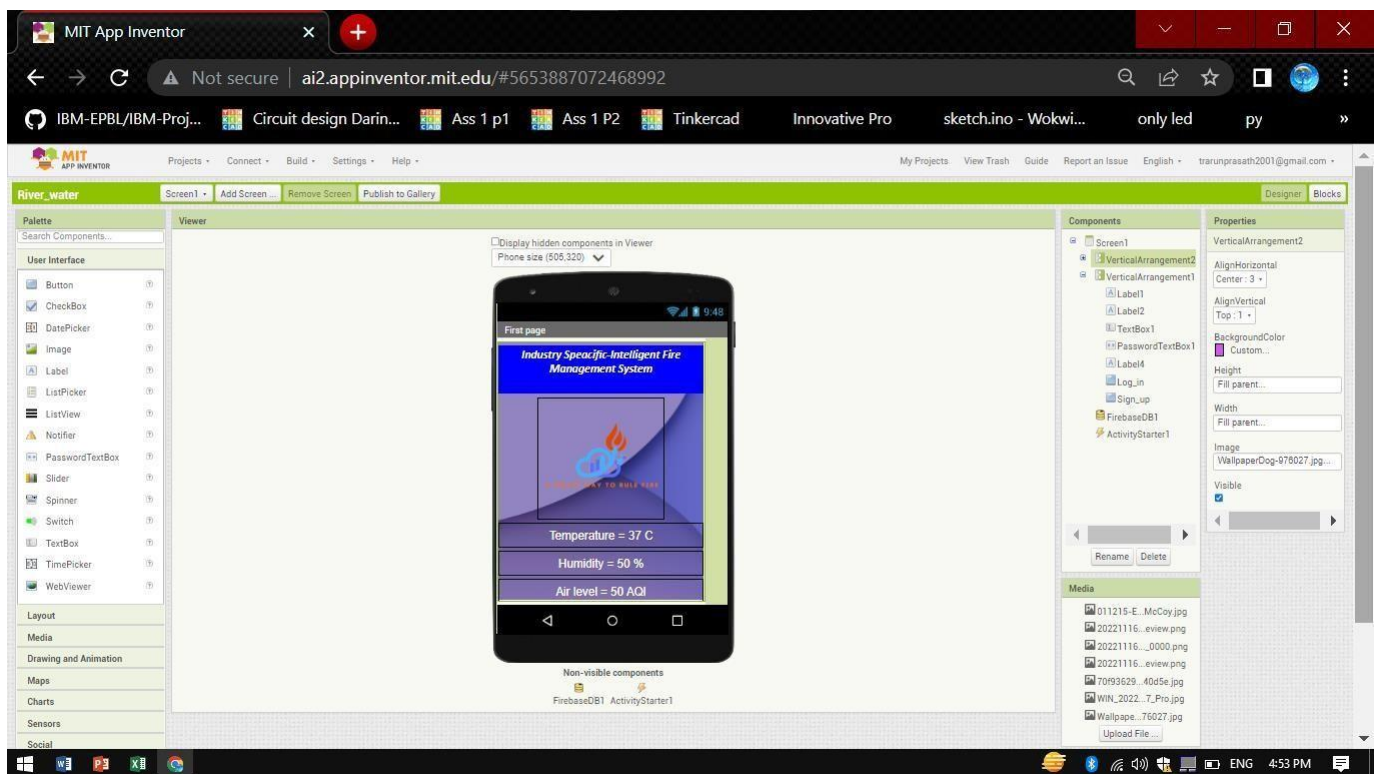 MIT App Inventor
Not secure | ai2.appinventor.mit.edu/#5653887072468992
IBM-EPBL/IBM-Proj... Circuit design Darin... Ass 1 p1 Ass 1 P2 Tinkercad Innovative Pro sketch.ino - Wokwi... only led py »
MIT
APP INVENTOR
Projects Connect Build Settings Help My Projects View Trash Guide Report an Issue English trarunprasath2001@gmail.com
River_water Screen1 Add Screen ... Remove Screen Publish to Gallery Designer Blocks
Palette
Search Components...
User Interface
Button
CheckBox
DatePicker
Image
Label
ListPicker
ListView
Notifier
PasswordTextBox
Slider
Spinner
Switch
TextBox
TimePicker
WebViewer
Layout
Media
Drawing and Animation
Maps
Charts
Sensors
Social
Viewer
Display hidden components in Viewer
Phone size (505,320)
9:48
First page
Industry Speacific-Intelligent Fire
Management System
Temperature = 37 C
Humidity = 50 %
Air level = 50 AQI
Non-visible components
FirebaseDB1 ActivityStarter1
Components
Screen1
VerticalArrangement2
VerticalArrangement1
Label1
Label2
TextBox1
PasswordTextBox1
Label4
Log_in
Sign_up
FirebaseDB1
ActivityStarter1
Rename Delete
Media
011215-E...McCoy.jpg
20221116...eview.png
20221116..._0000.png
20221116...eview.png
70f93629...40d5e.jpg
WIN_2022...7_Pro.jpg
Wallpape...76027.jpg
Upload File ...
Properties
VerticalArrangement2
AlignHorizontal
Center : 3
AlignVertical
Top : 1
BackgroundColor
Custom...
Height
Fill parent...
Width
Fill parent...
Image
WallpaperDog-976027.jpg...
Visible
ENG 4:53 PM